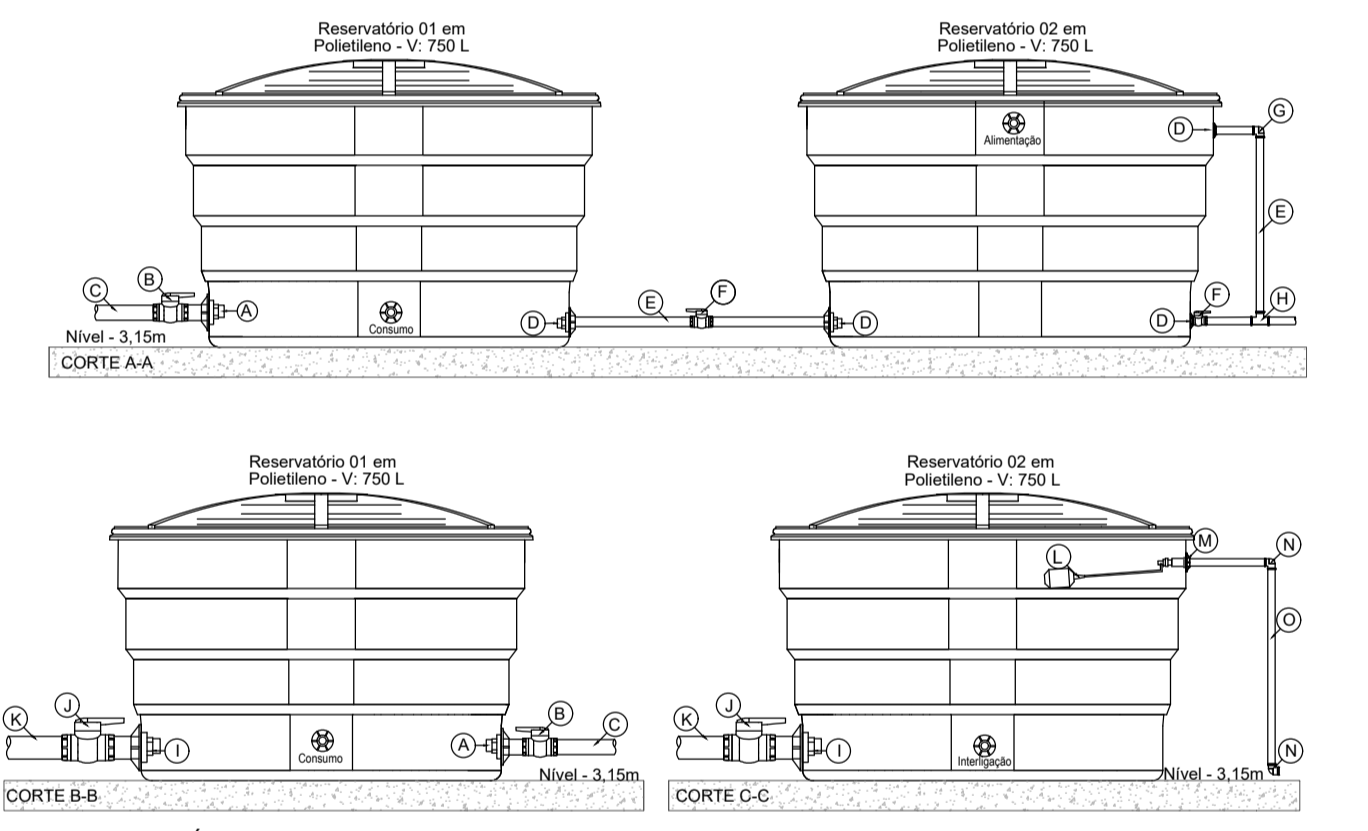 Reservatório 01 em
Polietileno - V: 750 L
Reservatório 02 em
Polietileno - V: 750 L
G
D
Alimentação
E
B
C
A
Consumo
D
E
F
D
D
F
H
Nível - 3,15m
CORTE A-A
Reservatório 01 em
Polietileno - V: 750 L
Reservatório 02 em
Polietileno - V: 750 L
L
M
N
O
K
J
I
Consumo
A
B
C
Nível - 3,15m
CORTE B-B
K
J
I
Interligação
N
Nível - 3,15m
CORTE C-C